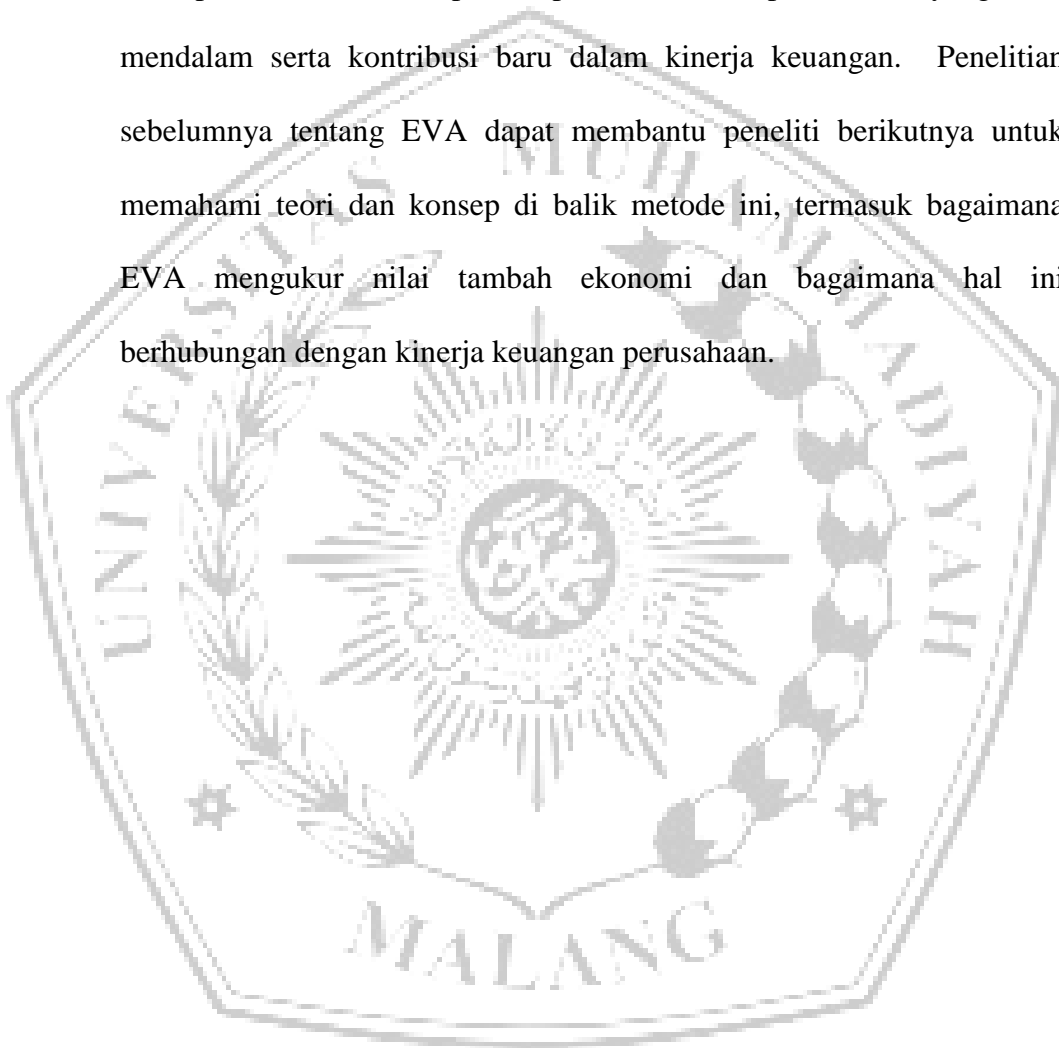 mendalam serta kontribusi baru dalam kinerja keuangan. Penelitian
sebelumnya tentang EVA dapat membantu peneliti berikutnya untuk
memahami teori dan konsep di balik metode ini, termasuk bagaimana
EVA mengukur nilai tambah ekonomi dan bagaimana hal ini
berhubungan dengan kinerja keuangan perusahaan.
UNIVERSITAS MUHAMMADIYAH
MALANG